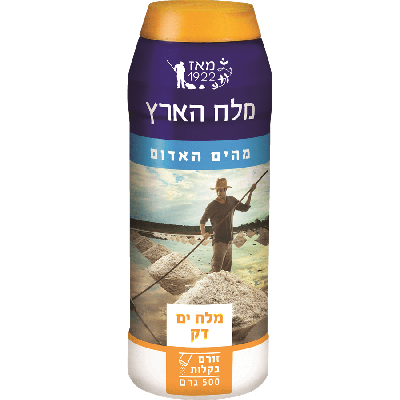 מאז
1922
מלח הארץ
מהים האדום
מלח ים
דק
זורם
בקלות
500 גרם